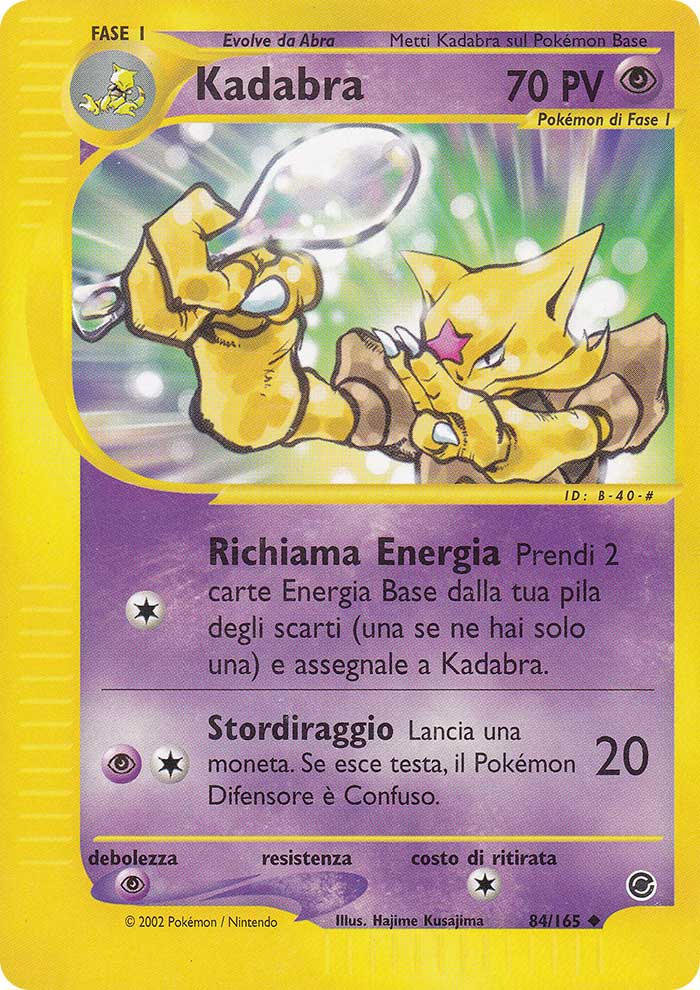 FASE I
Evolve da Abra Metti Kadabra sul Pokémon Base
Kadabra 70 PV
Pokémon di Fase I
ID: B-40-#
Richiama Energia Prendi 2
carte Energia Base dalla tua pila
degli scarti (una se ne hai solo
una) e assegnale a Kadabra.
Stordiraggio Lancia una
moneta. Se esce testa, il Pokémon
Difensore è Confuso.
20
debolezza resistenza costo di ritirata
© 2002 Pokémon / Nintendo Illus. Hajime Kusajima 84/165